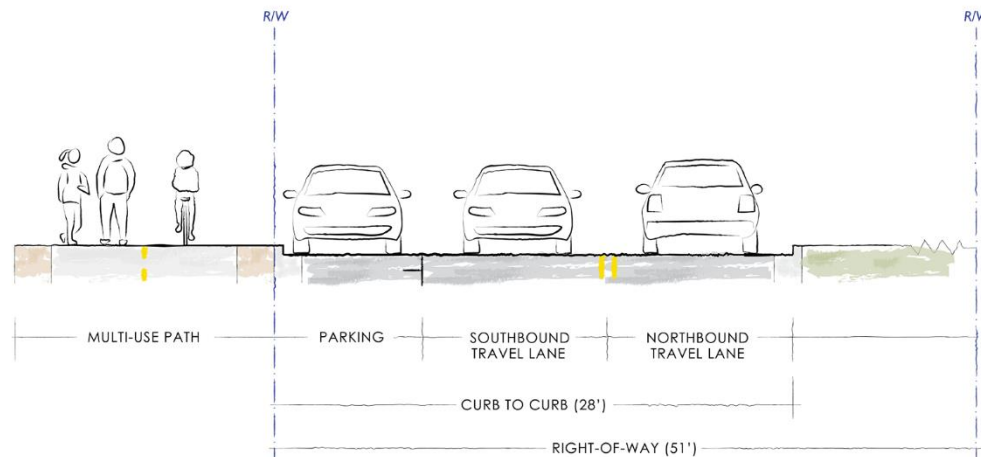 R/W
R/W
MULTI-USE PATH
PARKING
SOUTHBOUND
TRAVEL LANE
NORTHBOUND
TRAVEL LANE
CURB TO CURB (28')
RIGHT-OF-WAY (51')